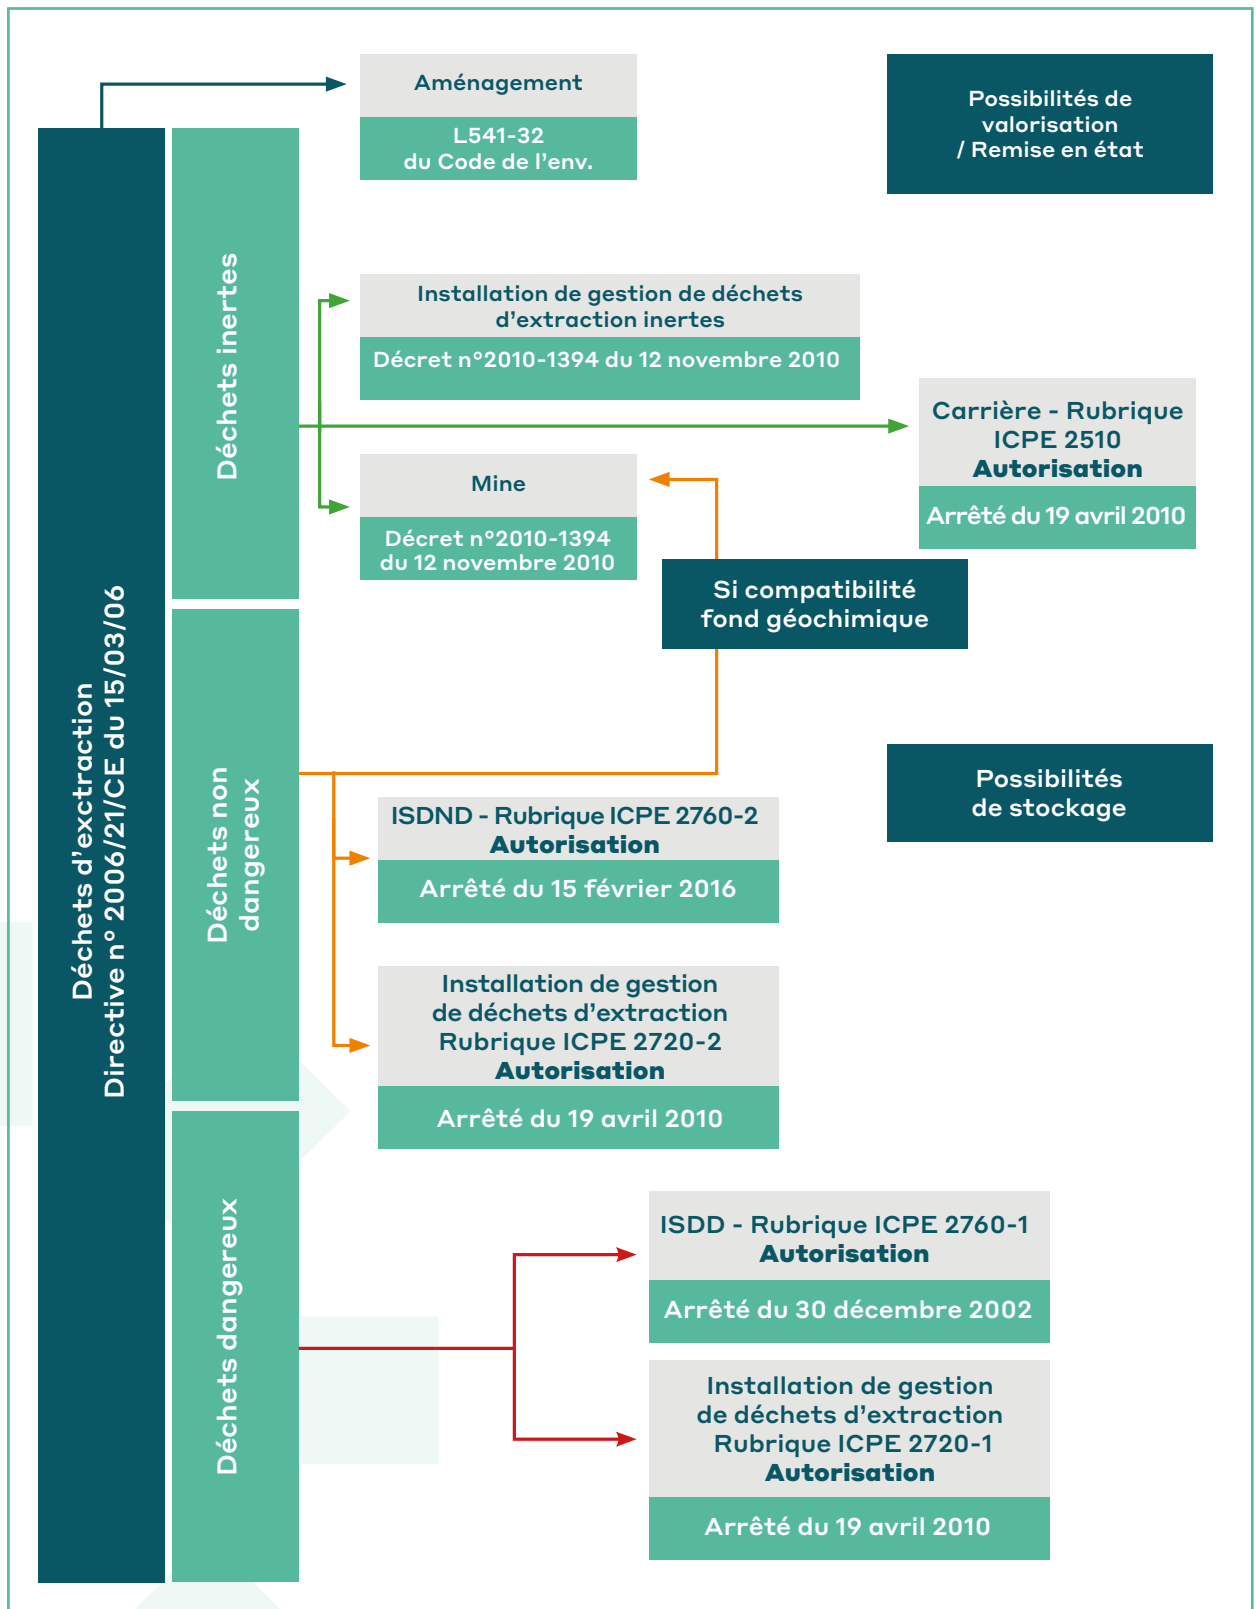 Aménagement
L541-32
du Code de l'env.
Possibilités de
valorisation
/ Remise en état
Déchets d'exctraction
Directive n° 2006/21/CE du 15/03/06
Déchets inertes
Installation de gestion de déchets
d'extraction inertes
Décret n°2010-1394 du 12 novembre 2010
Carrière - Rubrique
ICPE 2510
Autorisation
Arrêté du 19 avril 2010
Mine
Décret n°2010-1394
du 12 novembre 2010
Si compatibilité
fond géochimique
Déchets non
dangereux
Possibilités
de stockage
ISDND - Rubrique ICPE 2760-2
Autorisation
Arrêté du 15 février 2016
Installation de gestion
de déchets d'extraction
Rubrique ICPE 2720-2
Autorisation
Arrêté du 19 avril 2010
Déchets dangereux
ISDD - Rubrique ICPE 2760-1
Autorisation
Arrêté du 30 décembre 2002
Installation de gestion
de déchets d'extraction
Rubrique ICPE 2720-1
Autorisation
Arrêté du 19 avril 2010